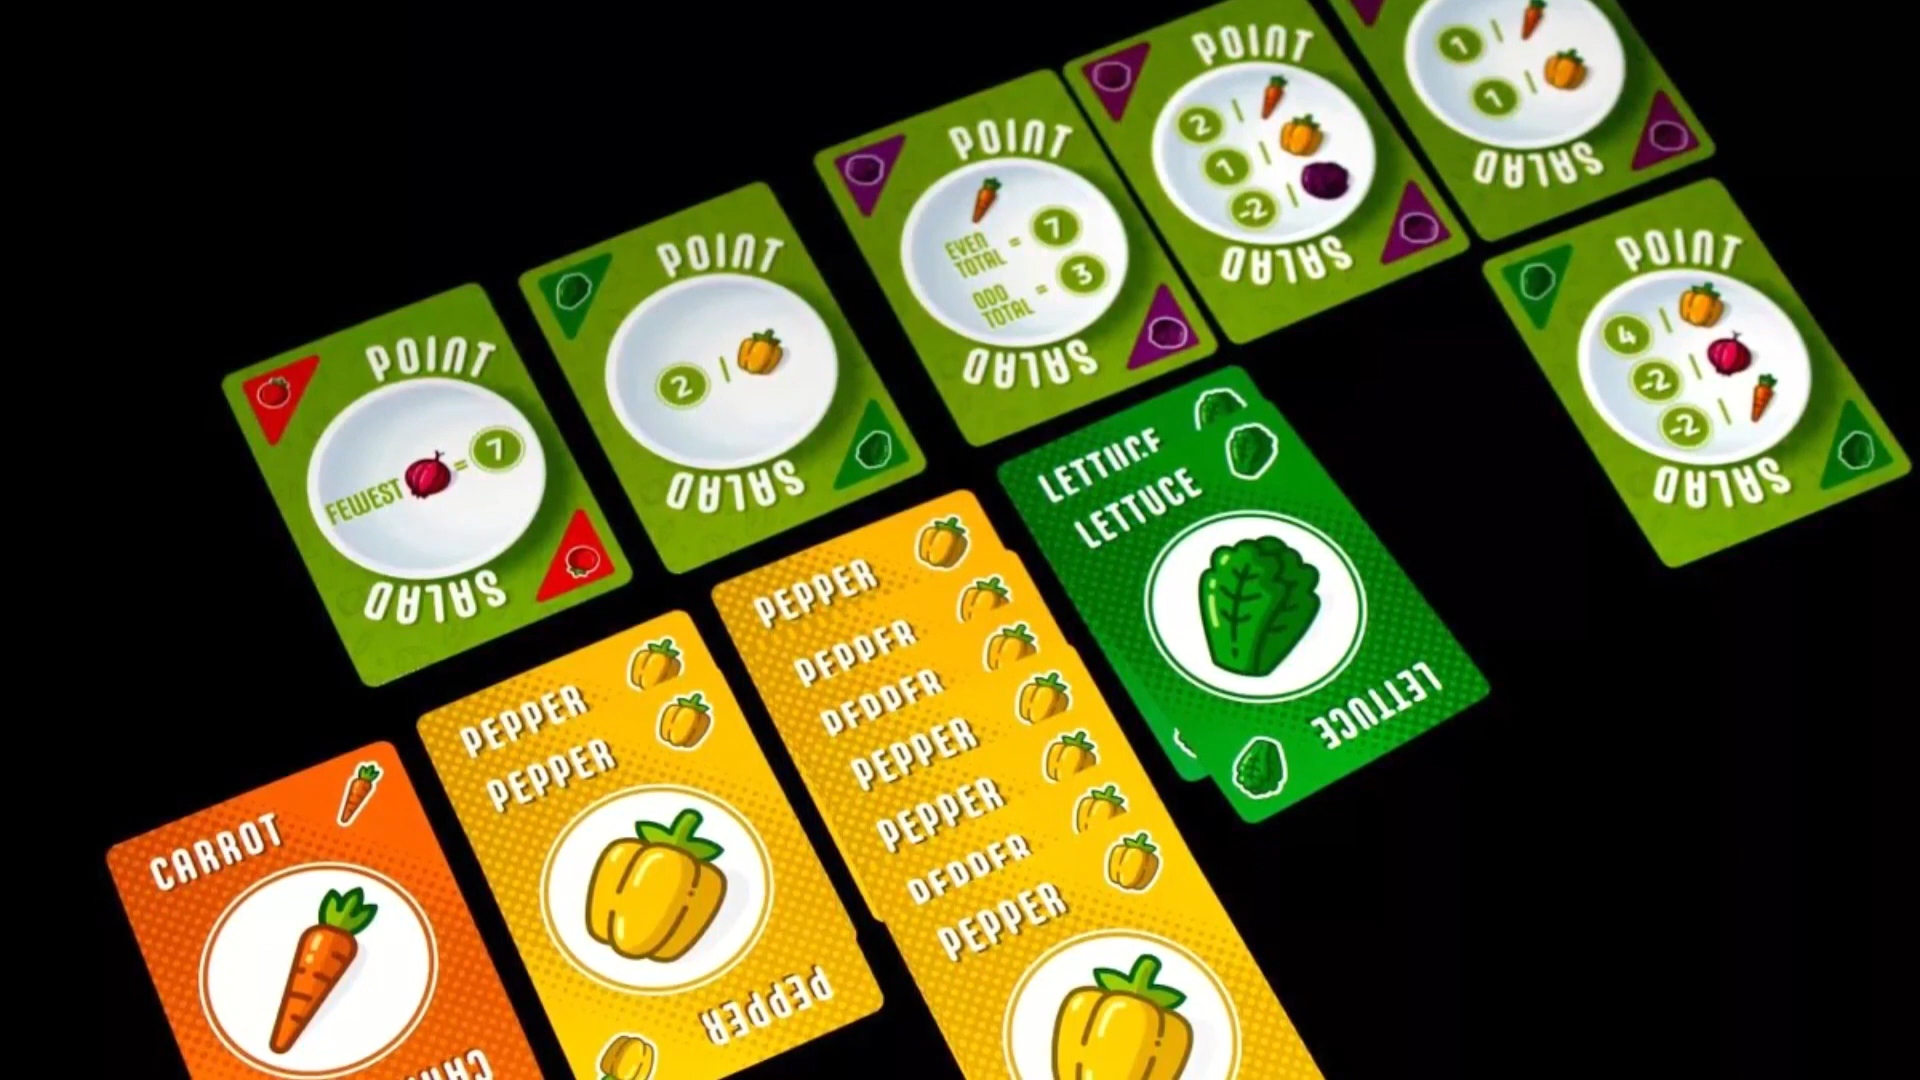 POINT
FEWEST = 7
SALAD
POINT
2 |
SALAD
POINT
EVEN TOTAL = 7
ODD TOTAL = 3
SALAD
POINT
2 |
1 |
-2 |
SALAD
1 |
1 |
SALAD
POINT
4 |
-2 |
-2 |
SALAD
CARROT
PEPPER
PEPPER
PEPPER
PEPPER
PEPPER
PEPPER
PEPPER
PEPPER
PEPPER
PEPPER
LETTUCE
LETTUCE
LETTUCE